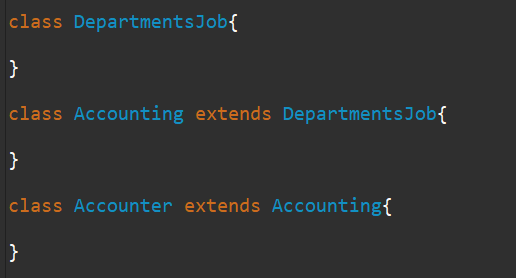 class DepartmentsJob{
}
class Accounting extends DepartmentsJob{
}
class Accounter extends Accounting{
}